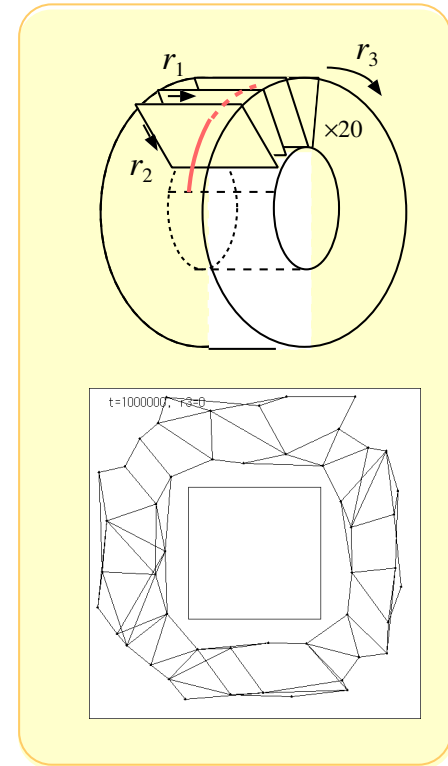 r₁
r₃
×20
r₂
t=1000000, r3=0